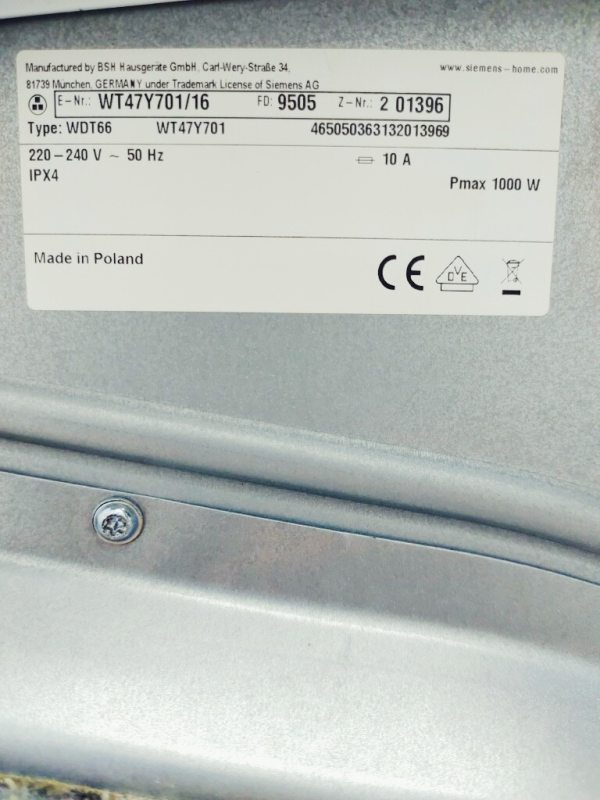 Manufactured by BSH Hausgeräte GmbH, Carl-Wery-Straße 34,
www.siemens-home.com
81739 München, GERMANY under Trademark License of Siemens AG
E-Nr.: WT47Y701/16 FD: 9505 Z-Nr.: 2 01396
Type: WDT66 WT47Y701 465050363132013969
220-240 V ~ 50 Hz 10 A
IPX4
Pmax 1000 W
Made in Poland
CE DVE